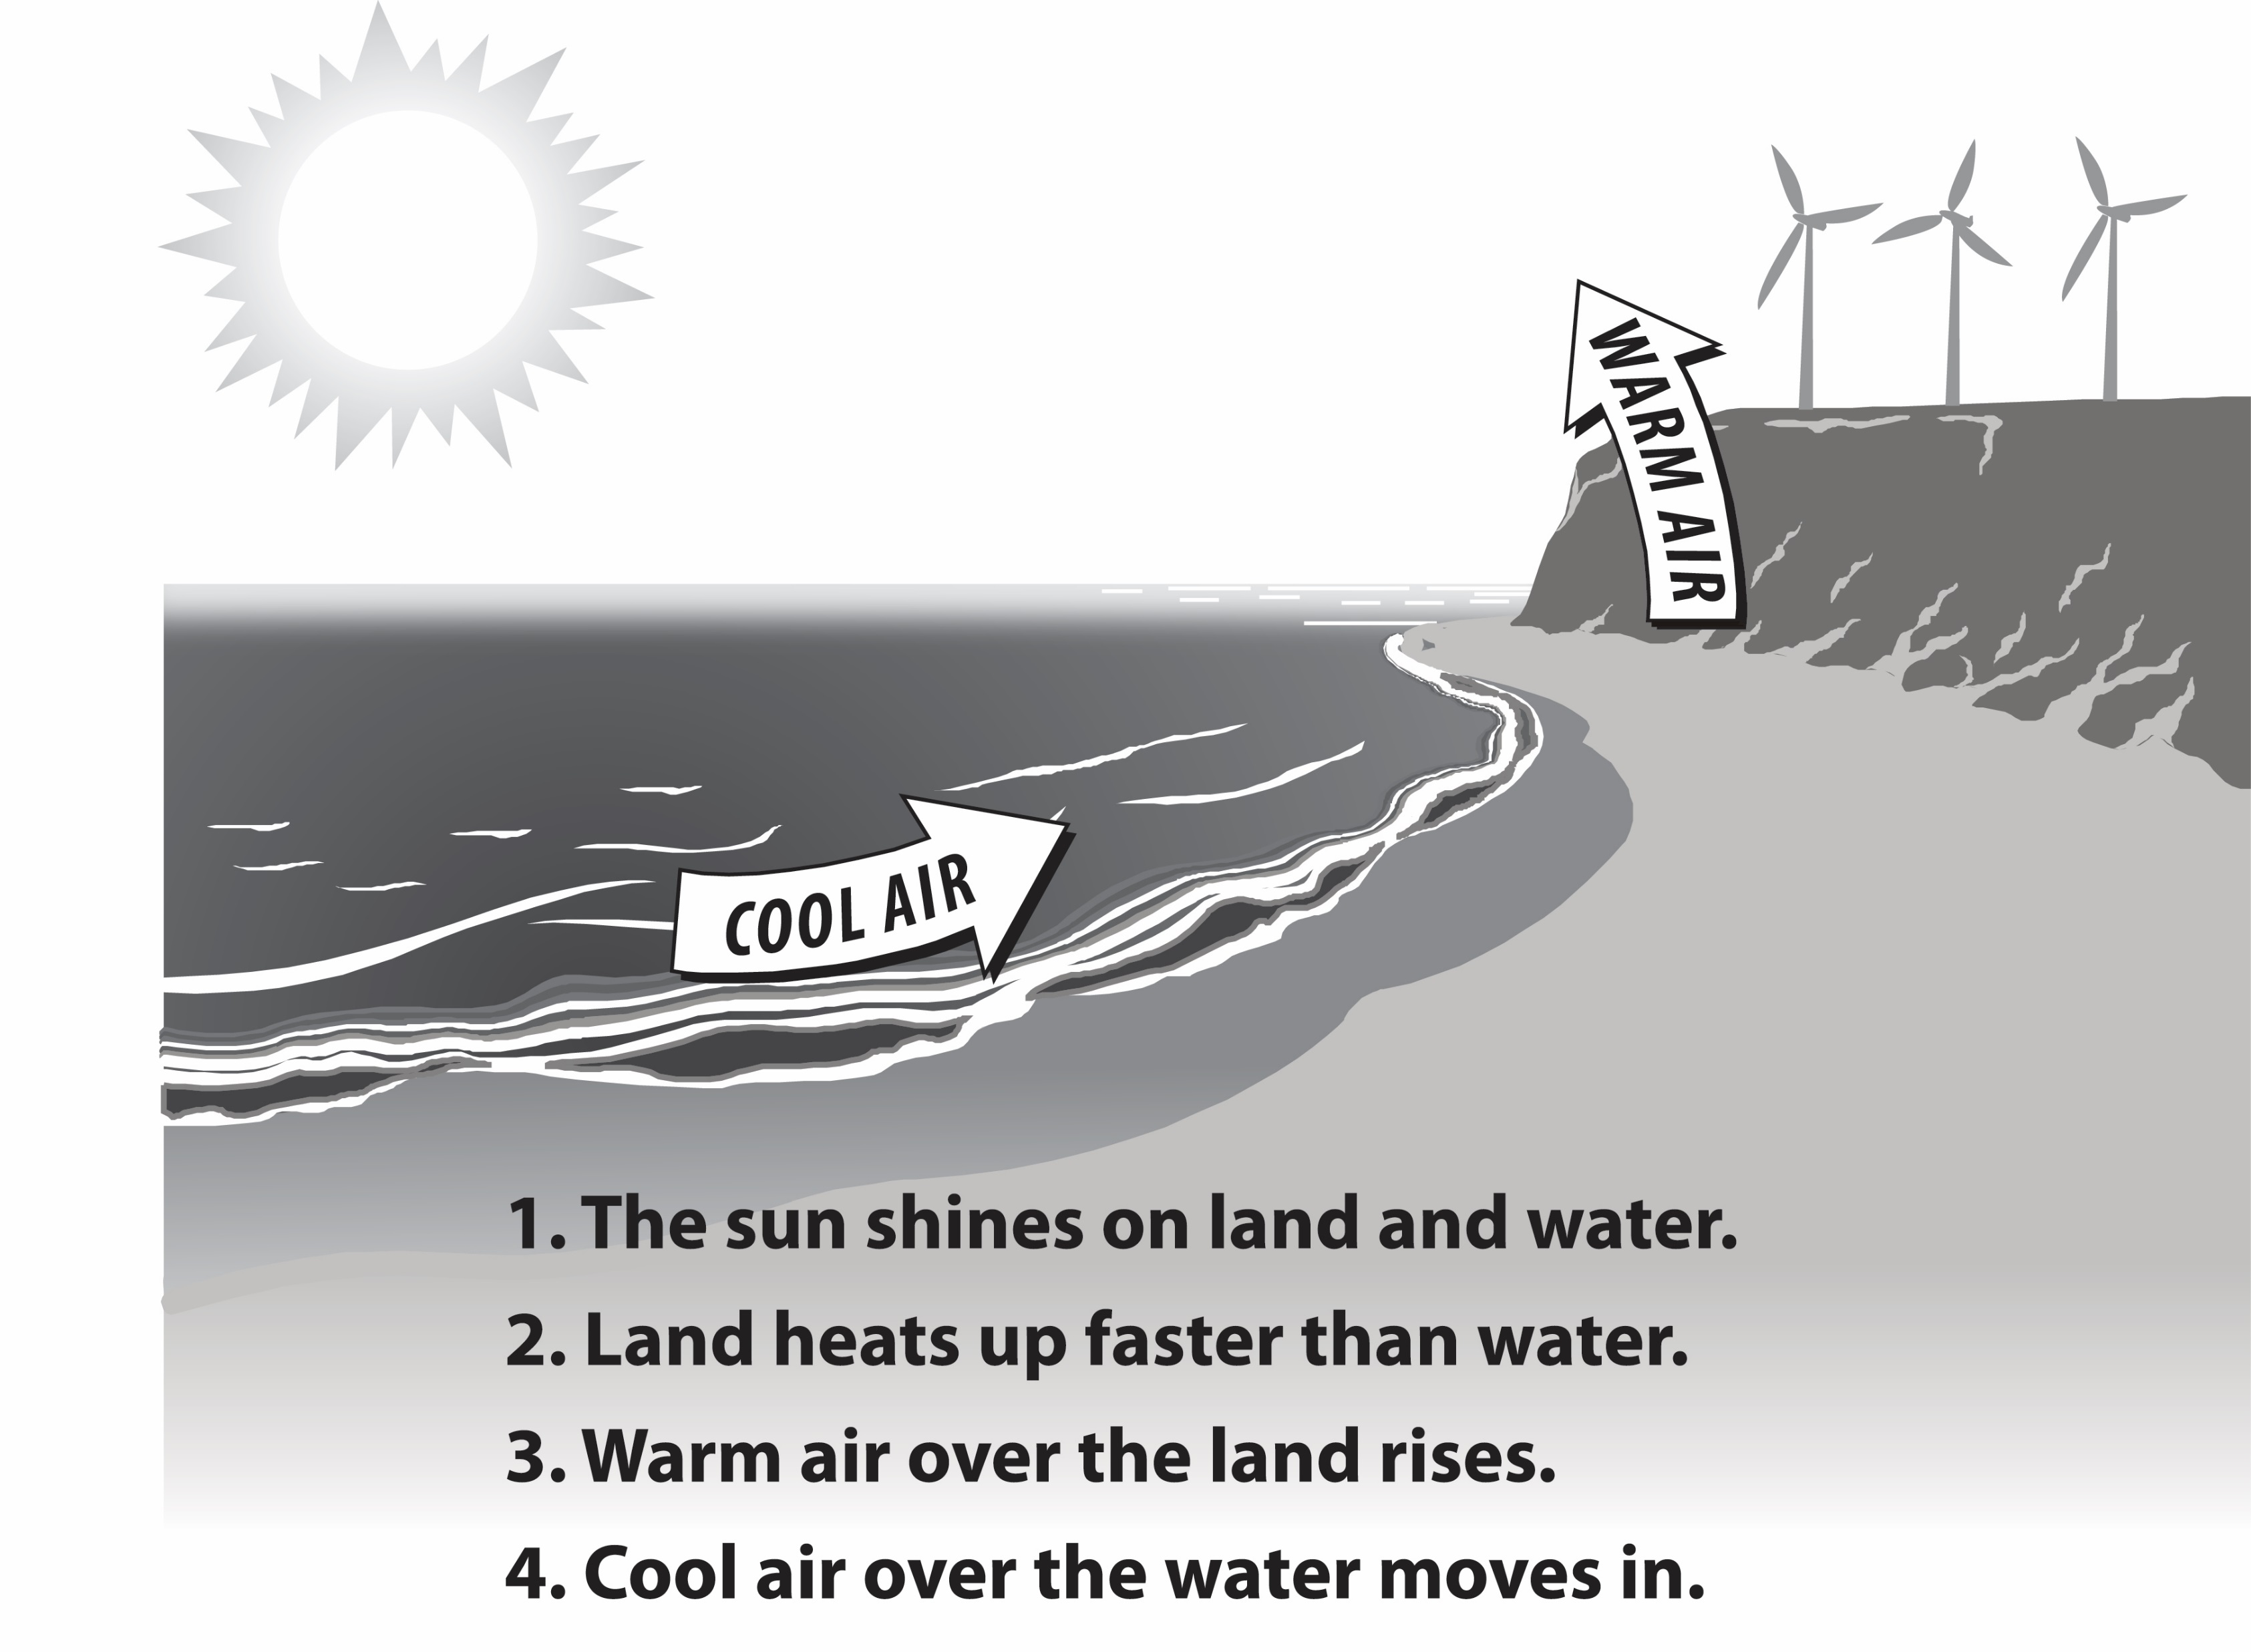 WARM AIR
COOL AIR
1. The sun shines on land and water.
2. Land heats up faster than water.
3. Warm air over the land rises.
4. Cool air over the water moves in.